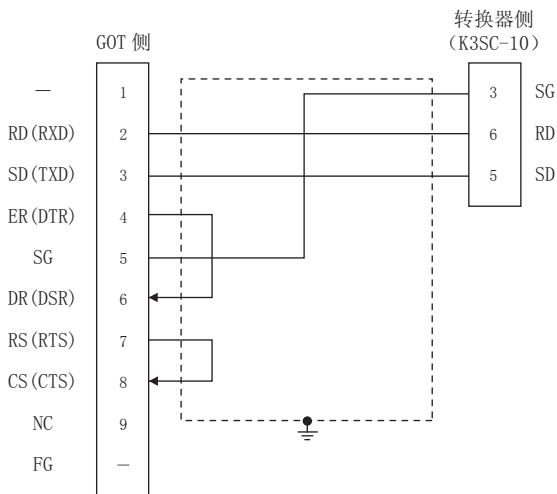 GOT 侧
转换器侧
(K3SC-10)
— 1 3 SG
RD(RXD) 2 6 RD
SD(TXD) 3 5 SD
ER(DTR) 4
SG 5
DR(DSR) 6
RS(RTS) 7
CS(CTS) 8
NC 9
FG —